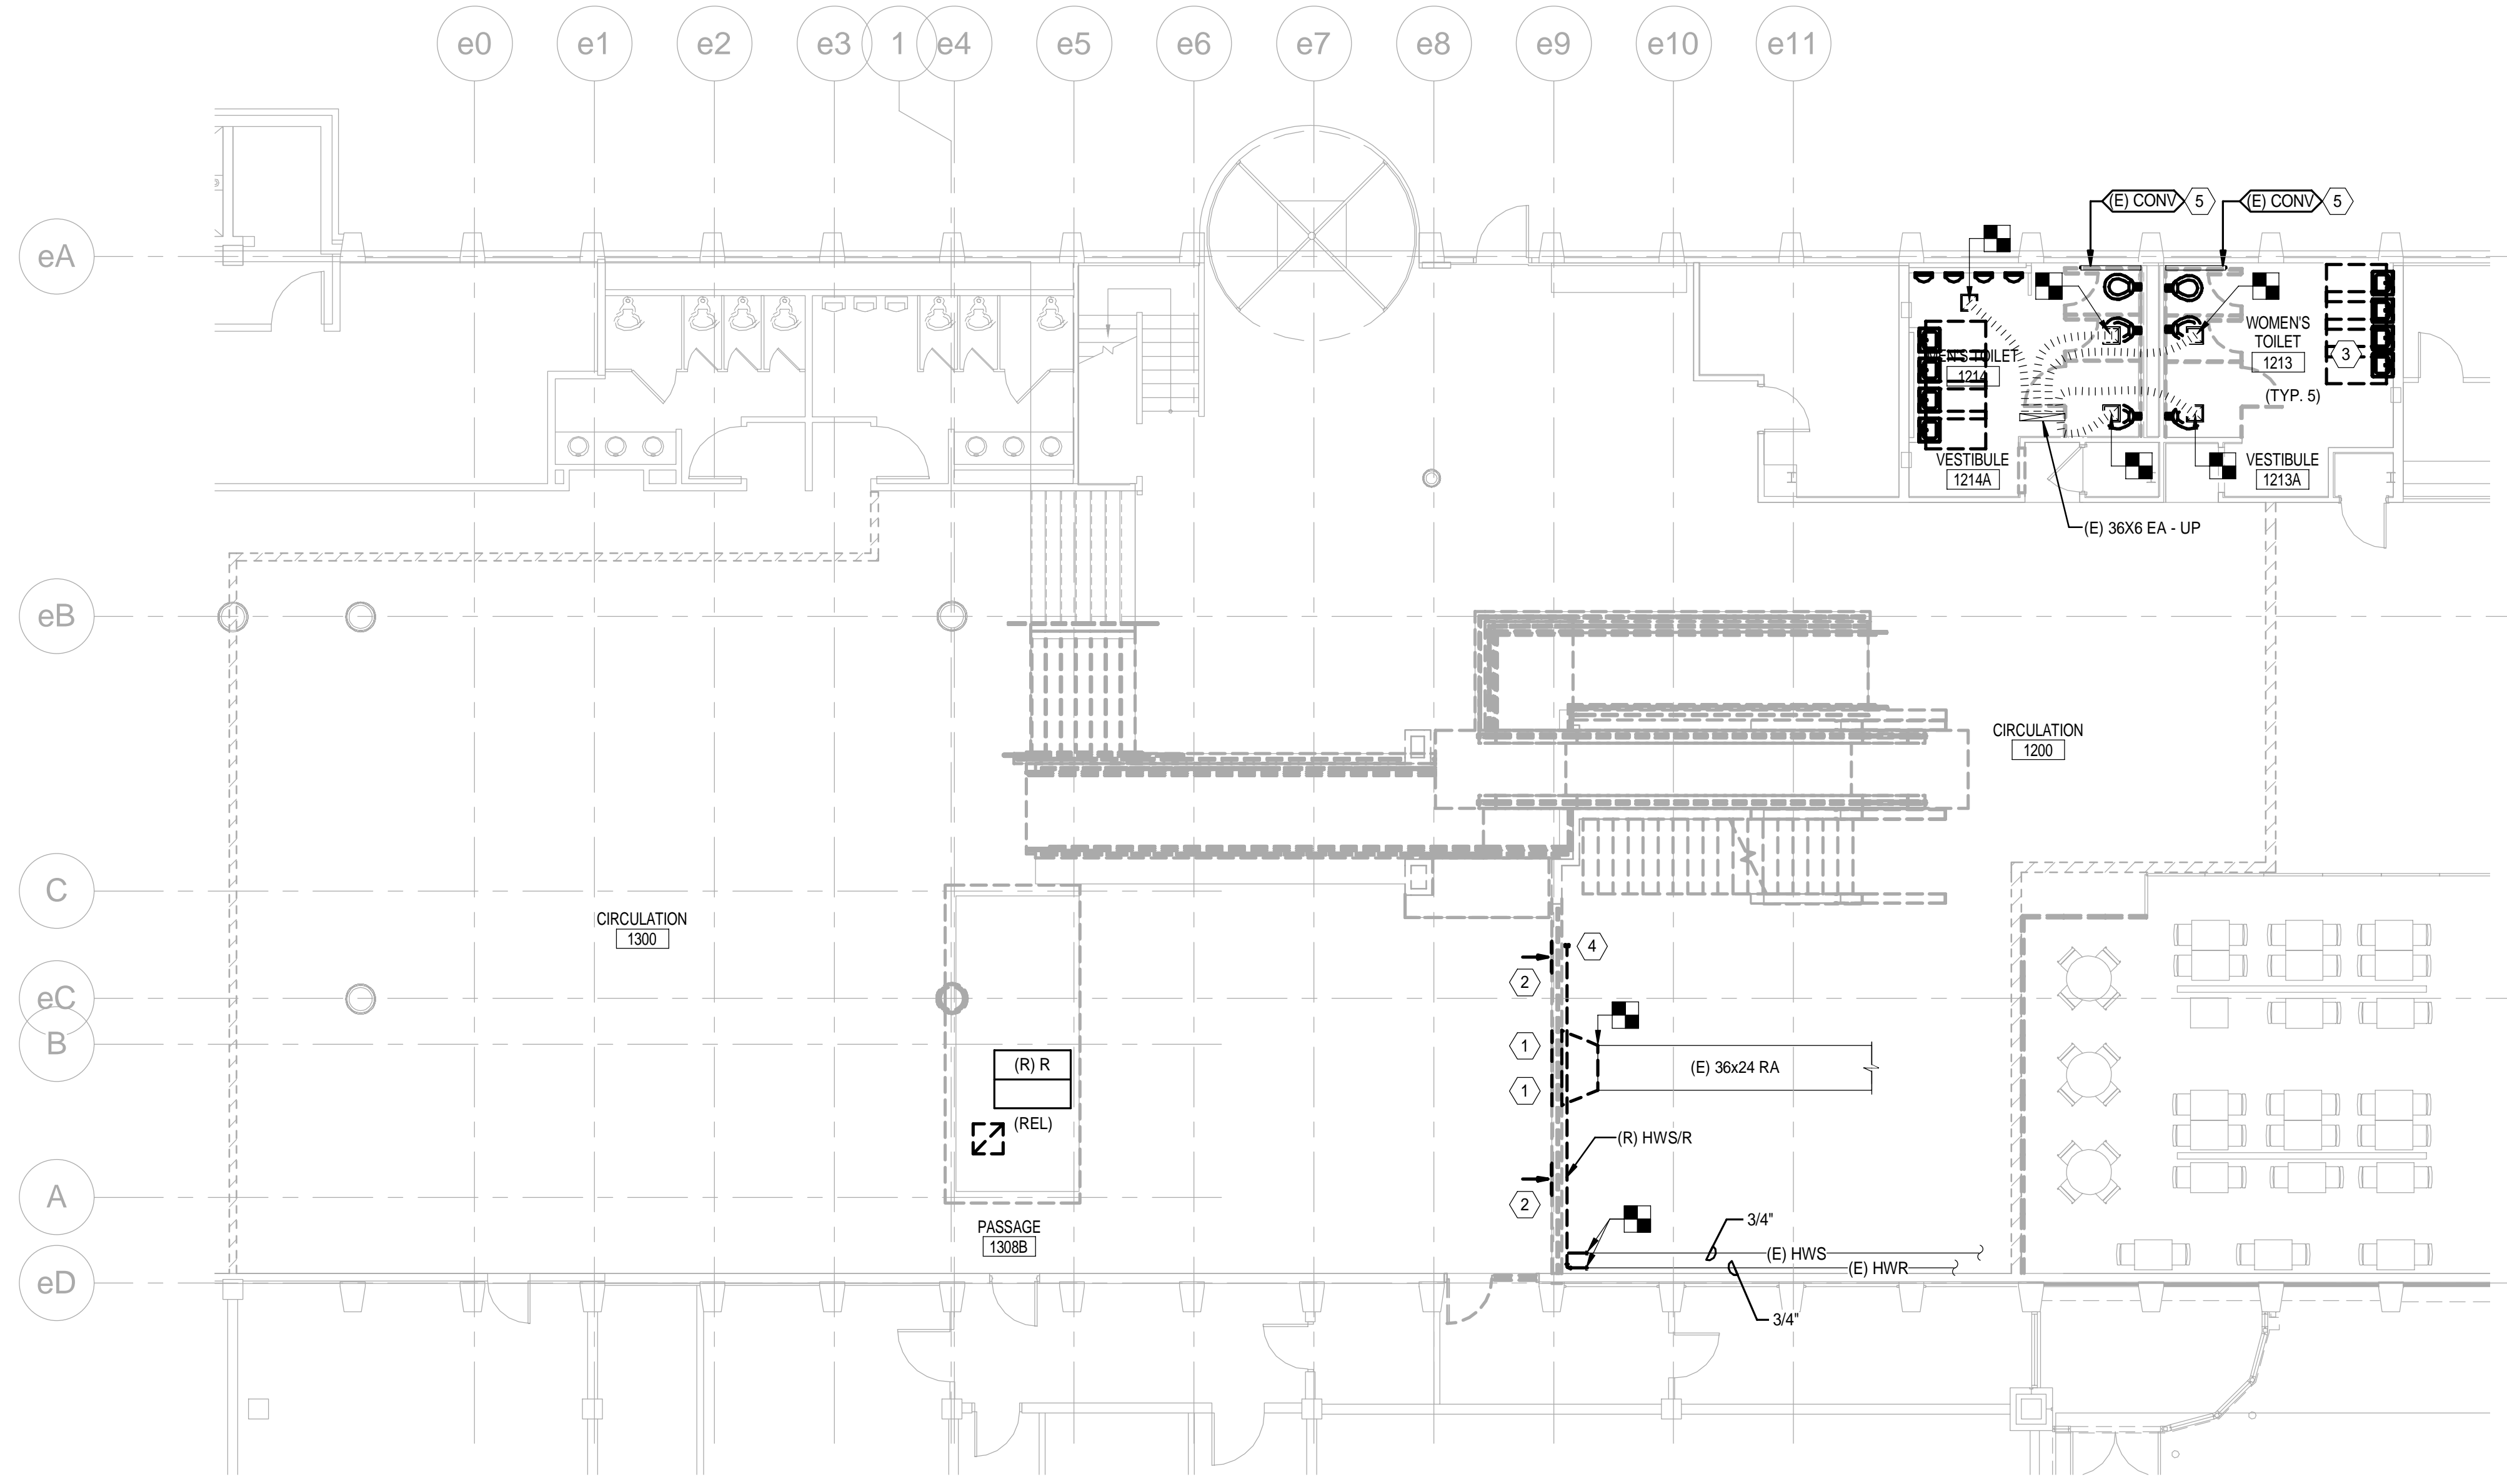 e0
e1
e2
e3
1
e4
e5
e6
e7
e8
e9
e10
e11
eA
eB
C
eC
B
A
eD
(E) CONV
5
(E) CONV
5
WOMEN'S
TOILET
1213
3
(TYP. 5)
MEN'S TOILET
1214
VESTIBULE
1214A
VESTIBULE
1213A
(E) 36X6 EA - UP
CIRCULATION
1200
CIRCULATION
1300
4
2
1
1
(E) 36x24 RA
(R) R
(REL)
(R) HWS/R
2
PASSAGE
1308B
3/4"
(E) HWS
(E) HWR
3/4"